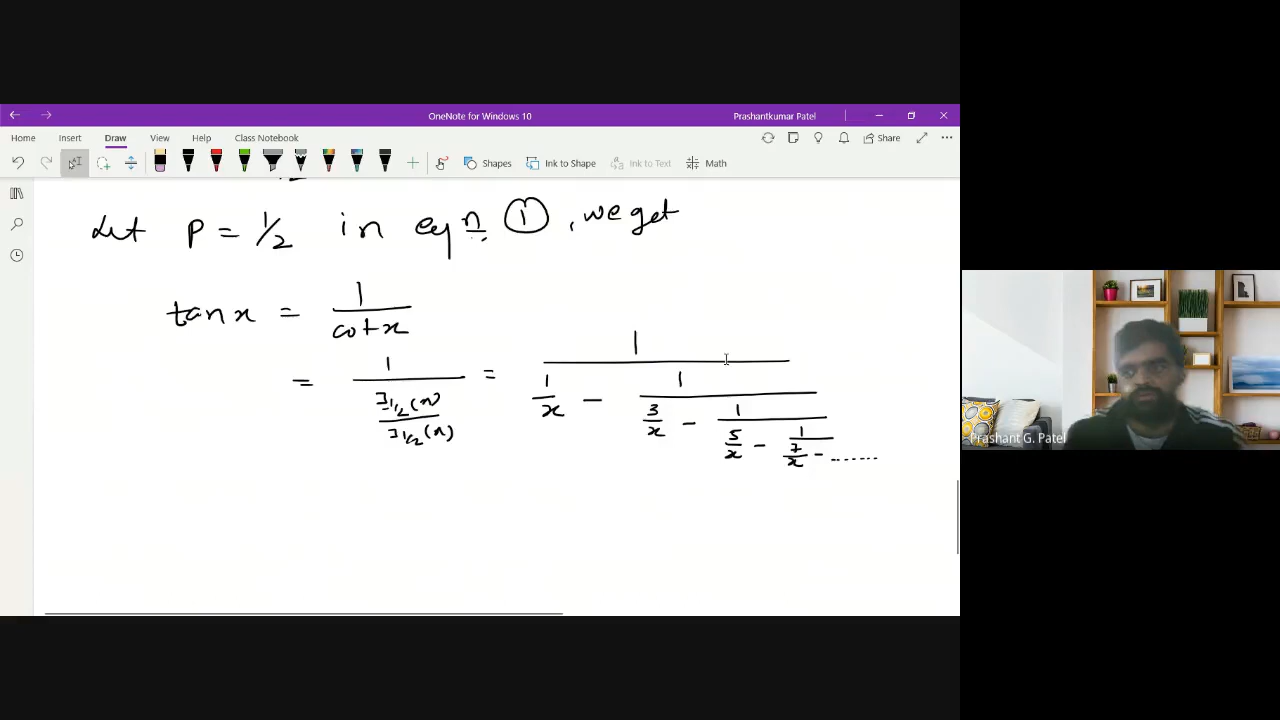 OneNote for Windows 10
Prashantkumar Patel
Home Insert Draw View Help Class Notebook
Share
Shapes Ink to Shape Ink to Text Math
Let P = 1/2 in eqn. ①, we get
tan x = 1/(cot x)
= 1/(J1/2(x)/J1/2(x)) = 1/(1/x - 1/(3/x - 1/(5/x - 1/(7/x - .......
Prashant G. Patel